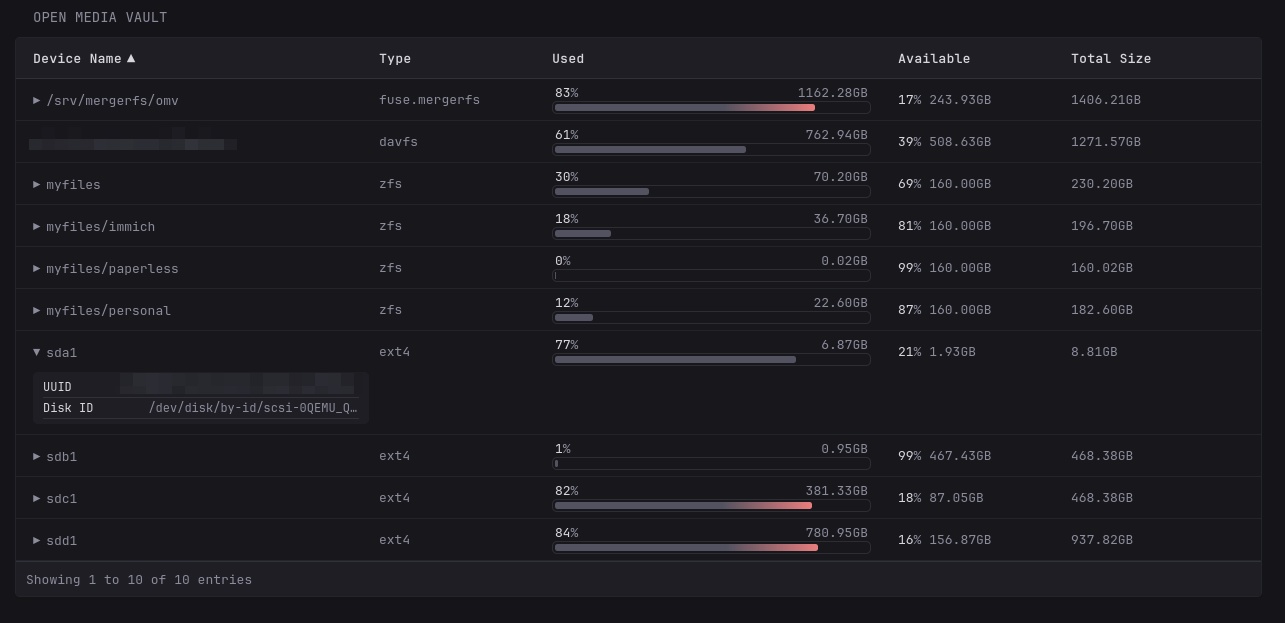 OPEN MEDIA VAULT
Device Name ▲ Type Used Available Total Size
▶ /srv/mergerfs/omv fuse.mergerfs 83% 1162.28GB 17% 243.93GB 1406.21GB
davfs 61% 762.94GB 39% 508.63GB 1271.57GB
▶ myfiles zfs 30% 70.20GB 69% 160.00GB 230.20GB
▶ myfiles/immich zfs 18% 36.70GB 81% 160.00GB 196.70GB
▶ myfiles/paperless zfs 0% 0.02GB 99% 160.00GB 160.02GB
▶ myfiles/personal zfs 12% 22.60GB 87% 160.00GB 182.60GB
▼ sda1 ext4 77% 6.87GB 21% 1.93GB 8.81GB
UUID
Disk ID /dev/disk/by-id/scsi-0QEMU_Q…
▶ sdb1 ext4 1% 0.95GB 99% 467.43GB 468.38GB
▶ sdc1 ext4 82% 381.33GB 18% 87.05GB 468.38GB
▶ sdd1 ext4 84% 780.95GB 16% 156.87GB 937.82GB
Showing 1 to 10 of 10 entries